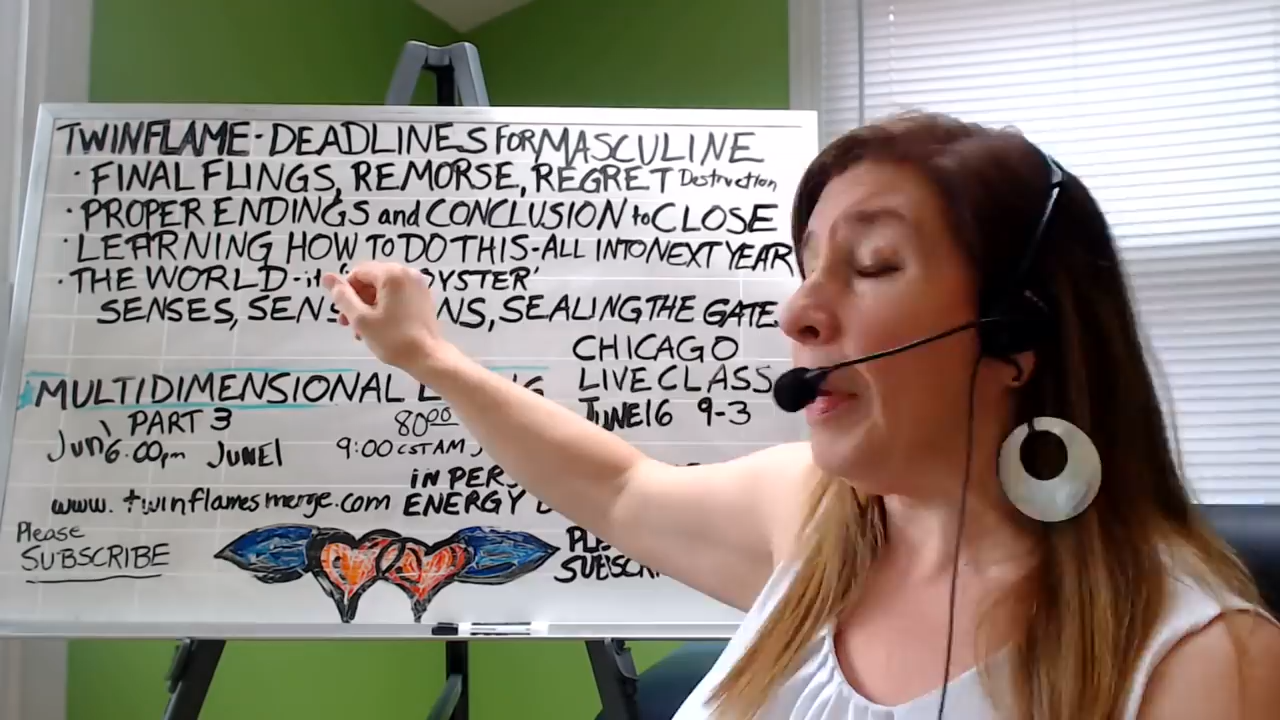 TWINFLAME - DEADLINES FOR MASCULINE
· FINAL FLINGS, REMORSE, REGRET Destruction
· PROPER ENDINGS and CONCLUSION to CLOSE
· LEARNING HOW TO DO THIS - ALL INTO NEXT YEAR
· THE WORLD - OYSTER'
SENSES, SEALING THE GATE
CHICAGO
LIVE CLASS
JUNE 16 9-3
MULTIDIMENSIONAL
PART 3
80⁰⁰
6:00pm JUNE 1
9:00 CST AM
IN
www.twinflamesmerge.com ENERGY
Please
SUBSCRIBE